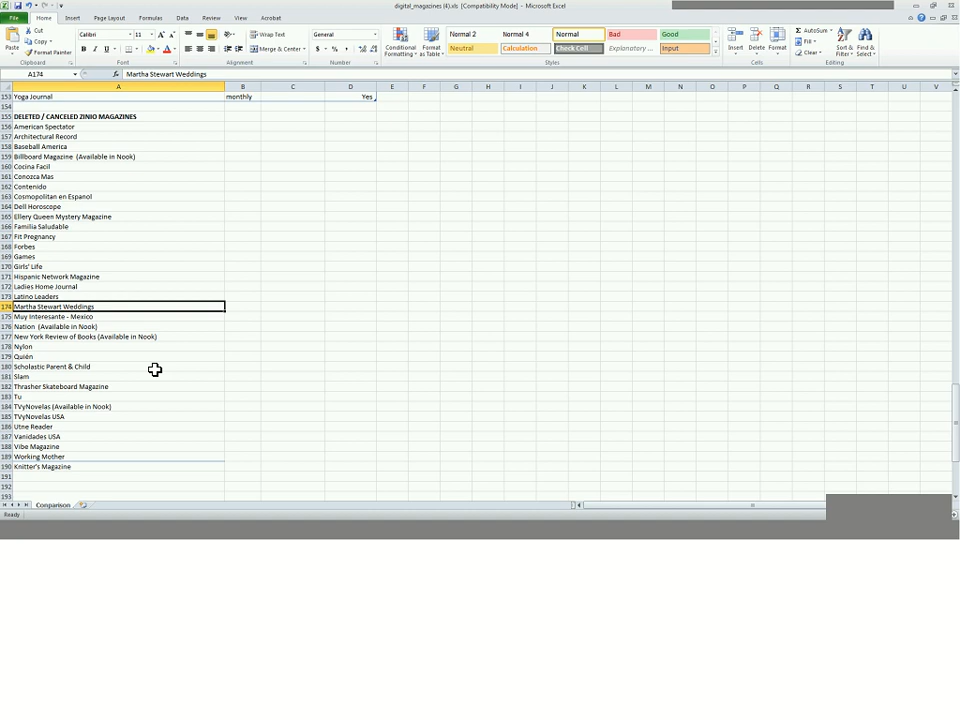 digital_magazines (4).xls [Compatibility Mode] - Microsoft Excel
File Home Insert Page Layout Formulas Data Review View Acrobat
Paste Cut Copy Format Painter Clipboard
Calibri 11 B I U Font
Wrap Text Merge & Center Alignment
General $ % , Number
Conditional Formatting Format as Table
Normal 2 Normal 4 Normal Bad Good
Neutral Calculation Check Cell Explanatory ... Input
Styles
Insert Delete Format Cells
AutoSum Fill Clear Sort & Filter Find & Select Editing
A174 fx Martha Stewart Weddings
A B C D E F G H I J K L M N O P Q R S T U V
153 Yoga Journal monthly Yes
154
155 DELETED / CANCELED ZINIO MAGAZINES
156 American Spectator
157 Architectural Record
158 Baseball America
159 Billboard Magazine (Available in Nook)
160 Cocina Facil
161 Conozca Mas
162 Contenido
163 Cosmopolitan en Espanol
164 Dell Horoscope
165 Ellery Queen Mystery Magazine
166 Familia Saludable
167 Fit Pregnancy
168 Forbes
169 Games
170 Girls' Life
171 Hispanic Network Magazine
172 Ladies Home Journal
173 Latino Leaders
174 Martha Stewart Weddings
175 Muy Interesante - Mexico
176 Nation (Available in Nook)
177 New York Review of Books (Available in Nook)
178 Nylon
179 Quién
180 Scholastic Parent & Child
181 Slam
182 Thrasher Skateboard Magazine
183 Tu
184 TVyNovelas (Available in Nook)
185 TVyNovelas USA
186 Utne Reader
187 Vanidades USA
188 Vibe Magazine
189 Working Mother
190 Knitter's Magazine
191
192
193
Conparison
Ready